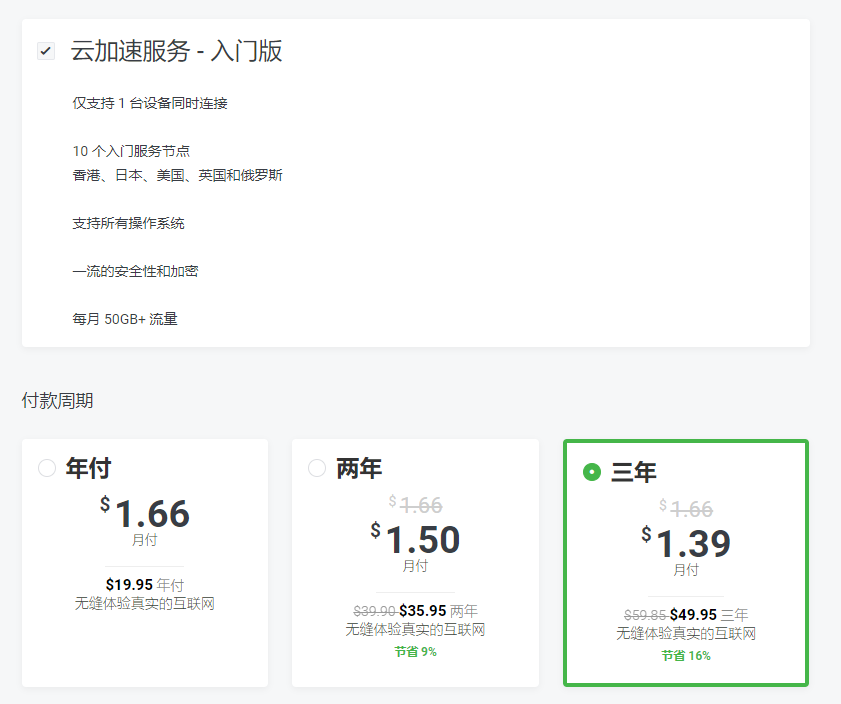 云加速服务 - 入门版
仅支持 1 台设备同时连接
10 个入门服务节点
香港、日本、美国、英国和俄罗斯
支持所有操作系统
一流的安全性和加密
每月 50GB+ 流量
付款周期
年付
$1.66
月付
$19.95 年付
无缝体验真实的互联网
两年
$1.66
$1.50
月付
$39.90 $35.95 两年
无缝体验真实的互联网
节省 9%
三年
$1.66
$1.39
月付
$59.85 $49.95 三年
无缝体验真实的互联网
节省 16%